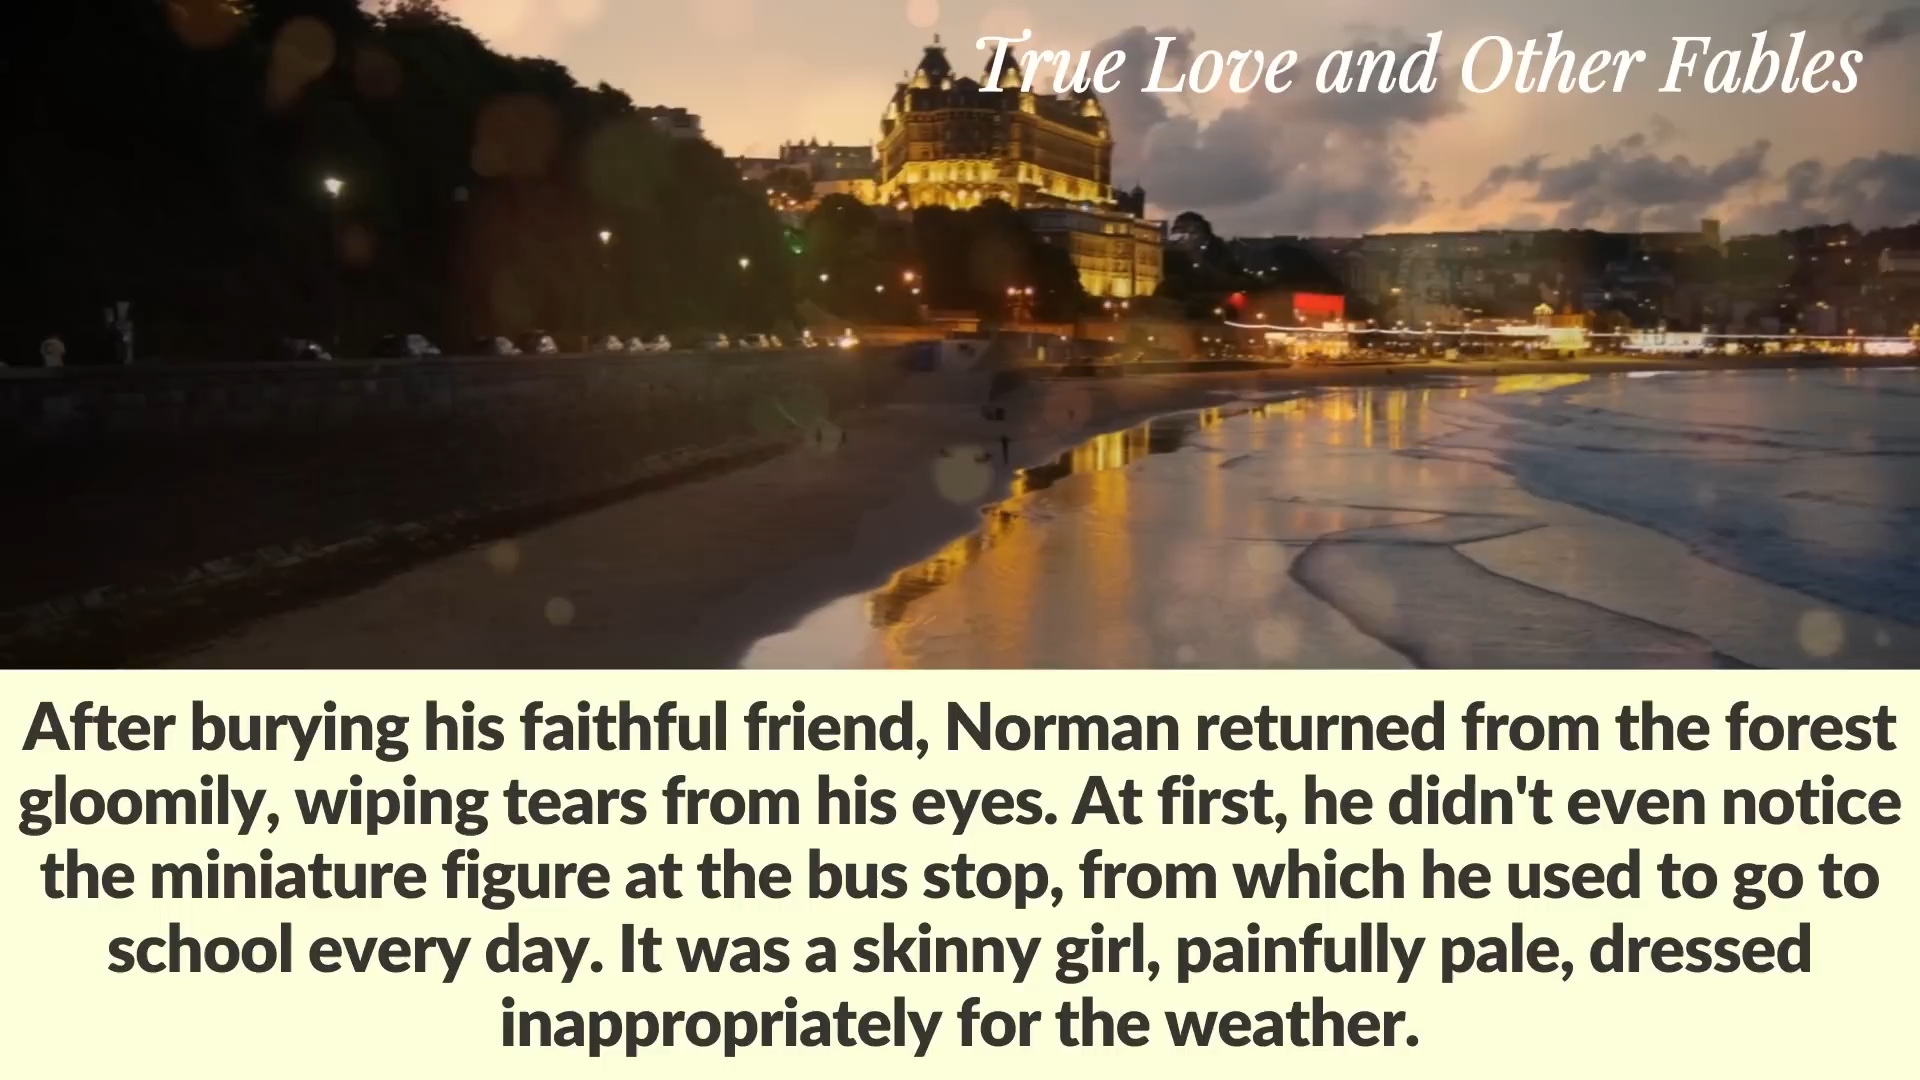 True Love and Other Fables
After burying his faithful friend, Norman returned from the forest
gloomily, wiping tears from his eyes. At first, he didn't even notice
the miniature figure at the bus stop, from which he used to go to
school every day. It was a skinny girl, painfully pale, dressed
inappropriately for the weather.